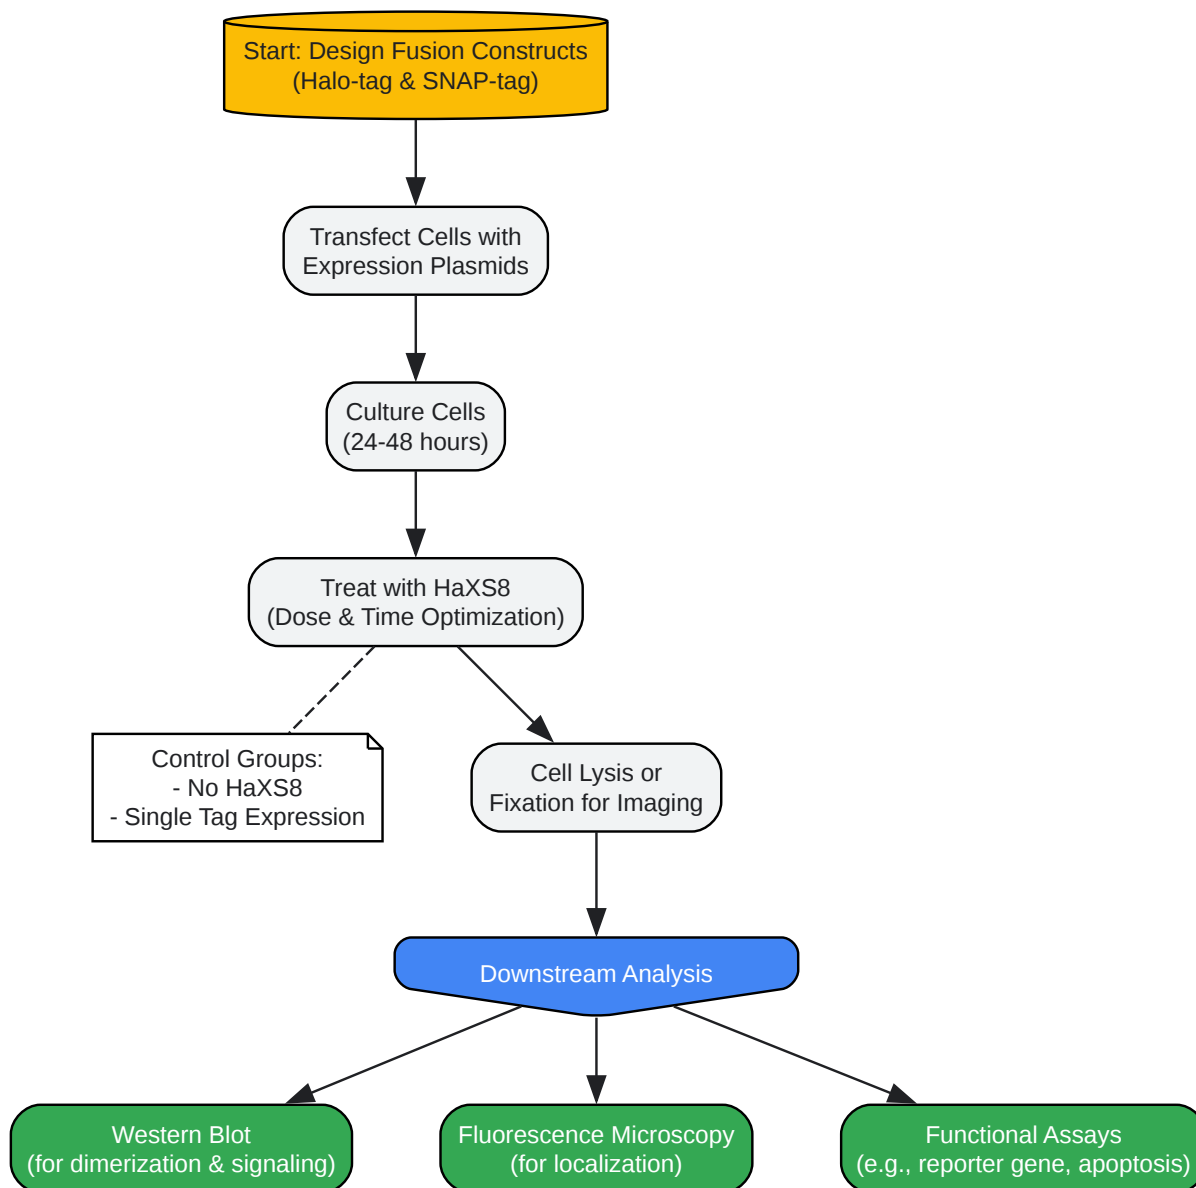 Start: Design Fusion Constructs
(Halo-tag & SNAP-tag)
Transfect Cells with
Expression Plasmids
Culture Cells
(24-48 hours)
Treat with HaXS8
(Dose & Time Optimization)
Control Groups:
- No HaXS8
- Single Tag Expression
Cell Lysis or
Fixation for Imaging
Downstream Analysis
Western Blot
(for dimerization & signaling)
Fluorescence Microscopy
(for localization)
Functional Assays
(e.g., reporter gene, apoptosis)